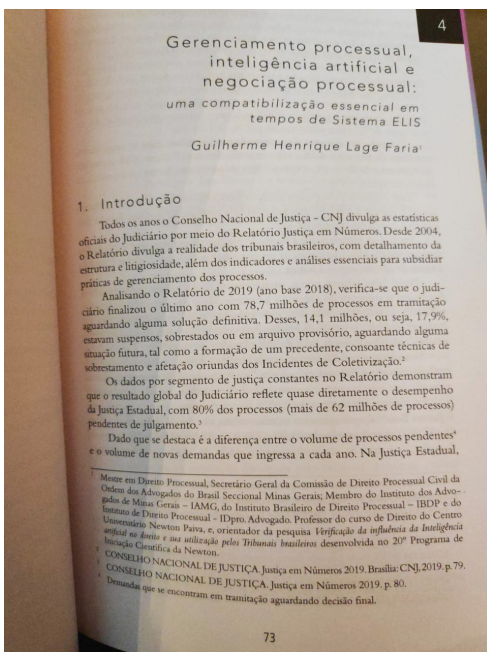 4
Gerenciamento processual,
inteligência artificial e
negociação processual:
uma compatibilização essencial em
tempos de Sistema ELIS
Guilherme Henrique Lage Faria¹
1. Introdução
Todos os anos o Conselho Nacional de Justiça – CNJ divulga as estatísticas
oficiais do Judiciário por meio do Relatório Justiça em Números. Desde 2004,
o Relatório divulga a realidade dos tribunais brasileiros, com detalhamento da
estrutura e litigiosidade, além dos indicadores e análises essenciais para subsidiar
práticas de gerenciamento dos processos.
Analisando o Relatório de 2019 (ano base 2018), verifica-se que o judi-
ciário finalizou o último ano com 78,7 milhões de processos em tramitação
aguardando alguma solução definitiva. Desses, 14,1 milhões, ou seja, 17,9%,
estavam suspensos, sobrestados ou em arquivo provisório, aguardando alguma
situação futura, tal como a formação de um precedente, consoante técnicas de
sobrestamento e afetação oriundas dos Incidentes de Coletivização.²
Os dados por segmento de justiça constantes no Relatório demonstram
que o resultado global do Judiciário reflete quase diretamente o desempenho
da Justiça Estadual, com 80% dos processos (mais de 62 milhões de processos)
pendentes de julgamento.³
Dado que se destaca é a diferença entre o volume de processos pendentes⁴
e o volume de novas demandas que ingressa a cada ano. Na Justiça Estadual,
¹ Mestre em Direito Processual, Secretário Geral da Comissão de Direito Processual Civil da
Ordem dos Advogados do Brasil Seccional Minas Gerais; Membro do Instituto dos Advo-
gados de Minas Gerais – IAMG, do Instituto Brasileiro de Direito Processual – IBDP e do
Instituto de Direito Processual - IDpro. Advogado. Professor do curso de Direito do Centro
Universitário Newton Paiva, e, orientador da pesquisa Verificação da influência da Inteligência
artificial no direito e sua utilização pelos Tribunais brasileiros desenvolvida no 20º Programa de
Iniciação Científica da Newton.
² CONSELHO NACIONAL DE JUSTIÇA. Justiça em Números 2019. Brasília: CNJ, 2019. p. 79.
³ CONSELHO NACIONAL DE JUSTIÇA. Justiça em Números 2019. p. 80.
⁴ Demandas que se encontram em tramitação aguardando decisão final.
73